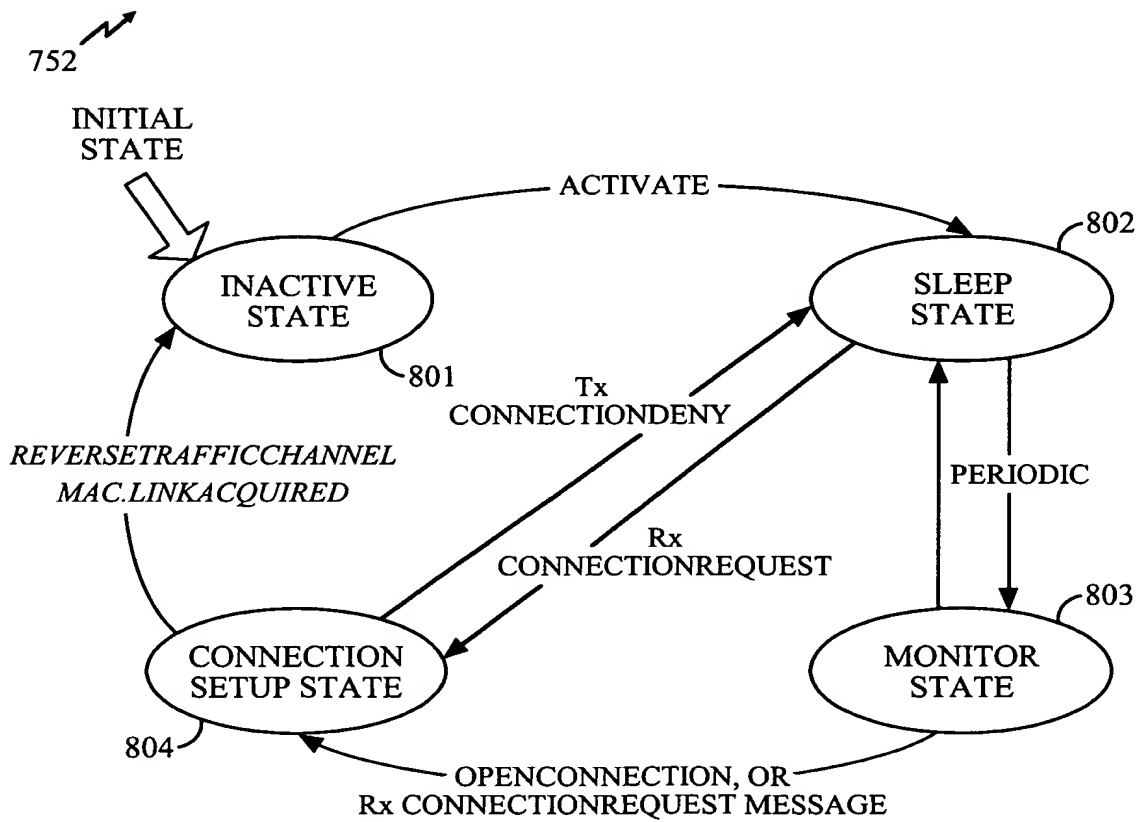 752
INITIAL
STATE
ACTIVATE
802
INACTIVE
STATE
SLEEP
STATE
801
Tx
CONNECTIONDENY
REVERSETRAFFICCHANNEL
MAC.LINKACQUIRED
PERIODIC
Rx
CONNECTIONREQUEST
803
CONNECTION
SETUP STATE
MONITOR
STATE
804
OPENCONNECTION, OR
Rx CONNECTIONREQUEST MESSAGE